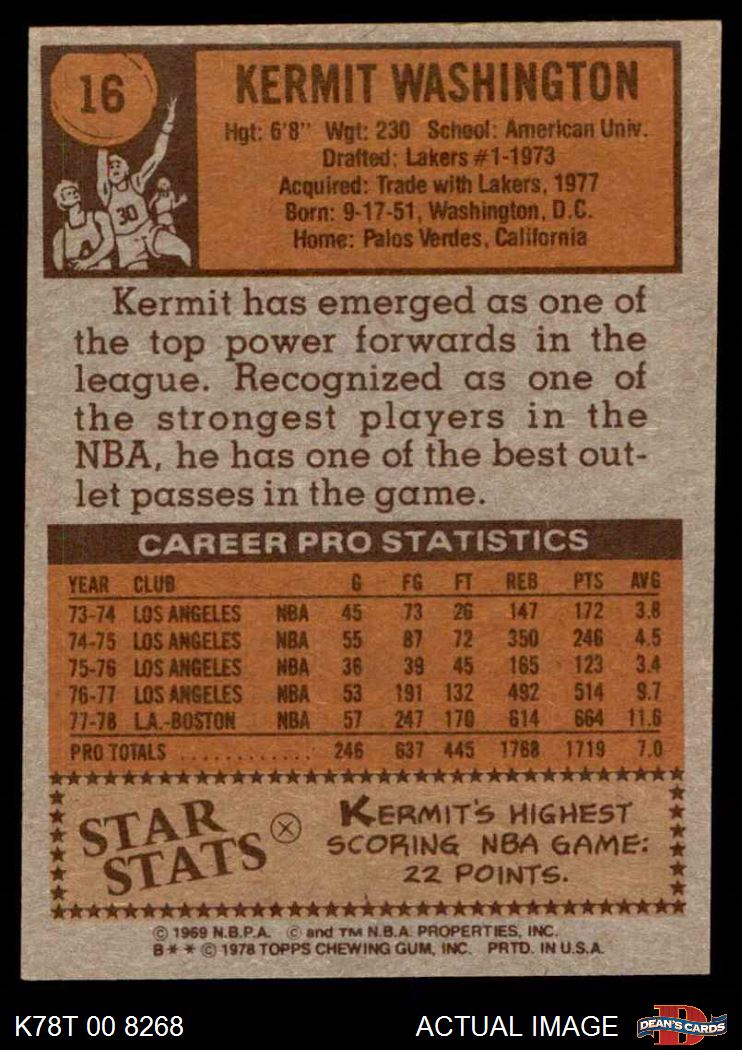 16
KERMIT WASHINGTON
Hgt: 6'8" Wgt: 230 School: American Univ.
Drafted: Lakers #1-1973
Acquired: Trade with Lakers, 1977
Born: 9-17-51, Washington, D.C.
Home: Palos Verdes, California
30
Kermit has emerged as one of
the top power forwards in the
league. Recognized as one of
the strongest players in the
NBA, he has one of the best out-
let passes in the game.
CAREER PRO STATISTICS
YEAR CLUB G FG FT REB PTS AVG
73-74 LOS ANGELES NBA 45 73 26 147 172 3.8
74-75 LOS ANGELES NBA 55 87 72 350 246 4.5
75-76 LOS ANGELES NBA 36 39 45 165 123 3.4
76-77 LOS ANGELES NBA 53 191 132 492 514 9.7
77-78 L.A.-BOSTON NBA 57 247 170 614 664 11.6
PRO TOTALS ............ 246 637 445 1768 1719 7.0
STAR
STATS
KERMIT'S HIGHEST
SCORING NBA GAME:
22 POINTS.
© 1969 N.B.P.A. © and TM N.B.A. PROPERTIES, INC.
B * * © 1978 TOPPS CHEWING GUM, INC. PRTD. IN U.S.A.
K78T 00 8268
ACTUAL IMAGE
DEAN'S CARDS